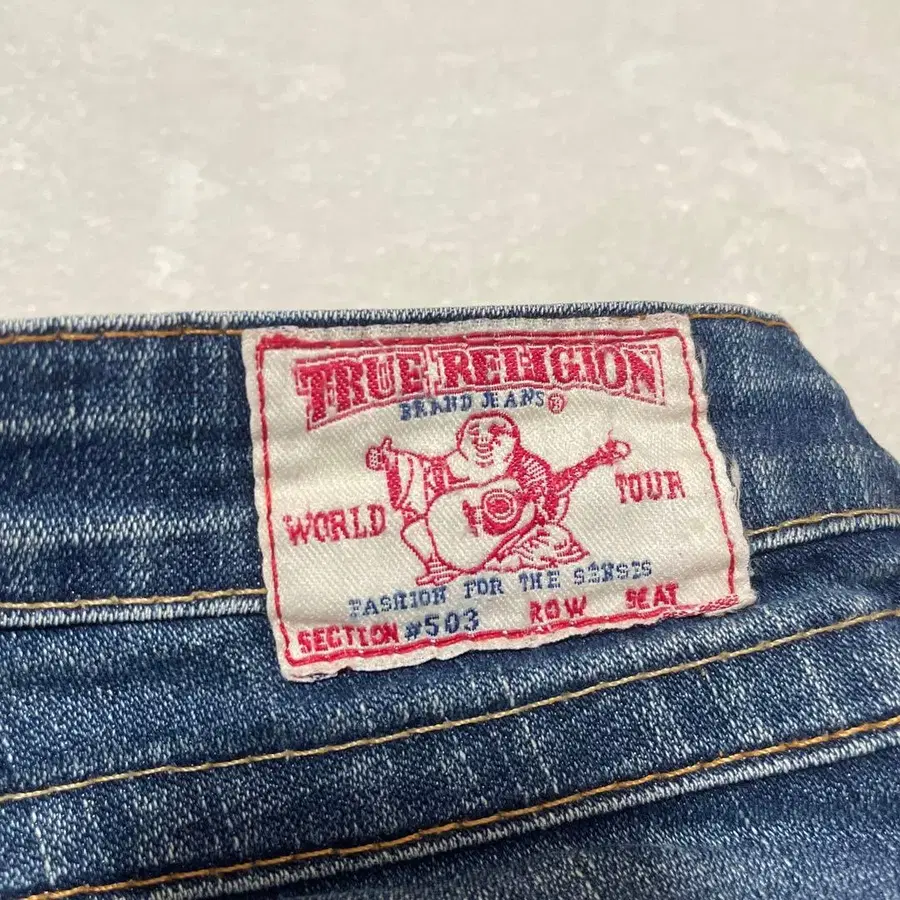 TRUE RELIGION
BRAND JEANS®
WORLD TOUR
FASHION FOR THE SENSES
SECTION #503 ROW SEAT